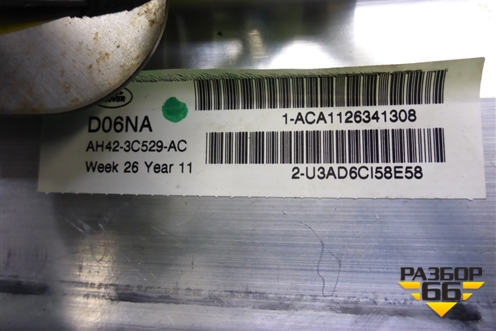 D06NA
AH42-3C529-AC
Week 26 Year 11
1-ACA1126341308
2-U3AD6CI58E58
РАЗБОР
66